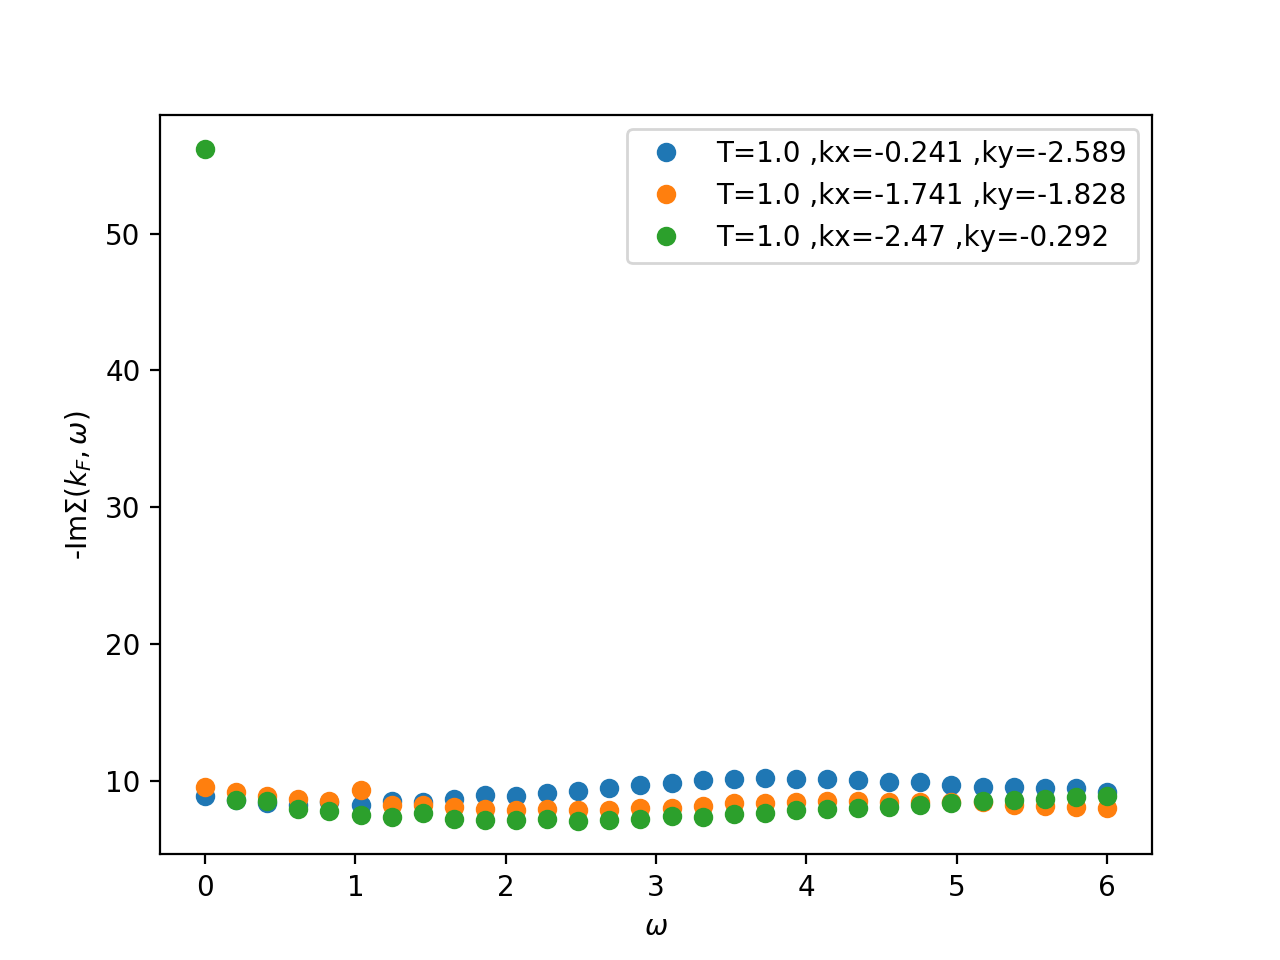 T=1.0 ,kx=-0.241 ,ky=-2.589
T=1.0 ,kx=-1.741 ,ky=-1.828
T=1.0 ,kx=-2.47 ,ky=-0.292
50
40
30
20
10
-ImΣ(k_F, ω)
0 1 2 3 4 5 6
ω